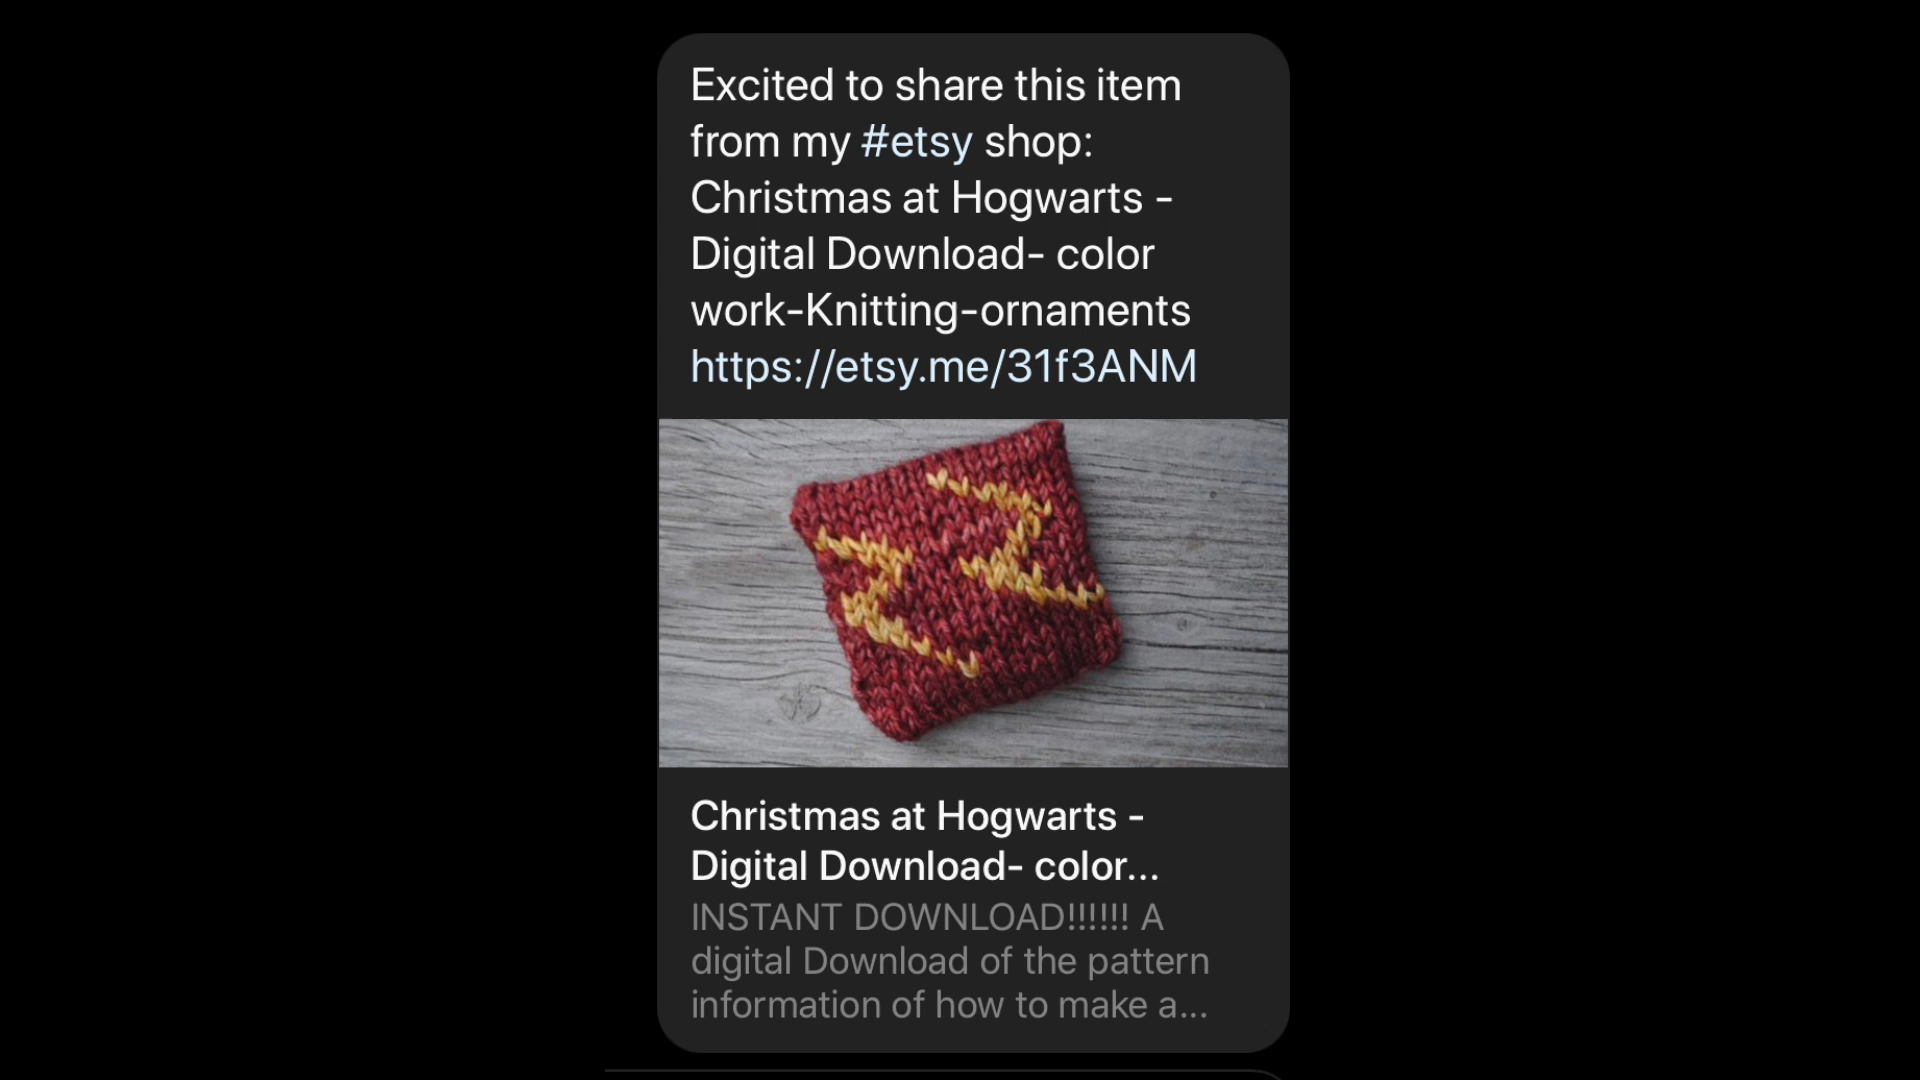 Excited to share this item
from my #etsy shop:
Christmas at Hogwarts -
Digital Download- color
work-Knitting-ornaments
https://etsy.me/31f3ANM
Christmas at Hogwarts -
Digital Download- color...
INSTANT DOWNLOAD!!!!!! A
digital Download of the pattern
information of how to make a...